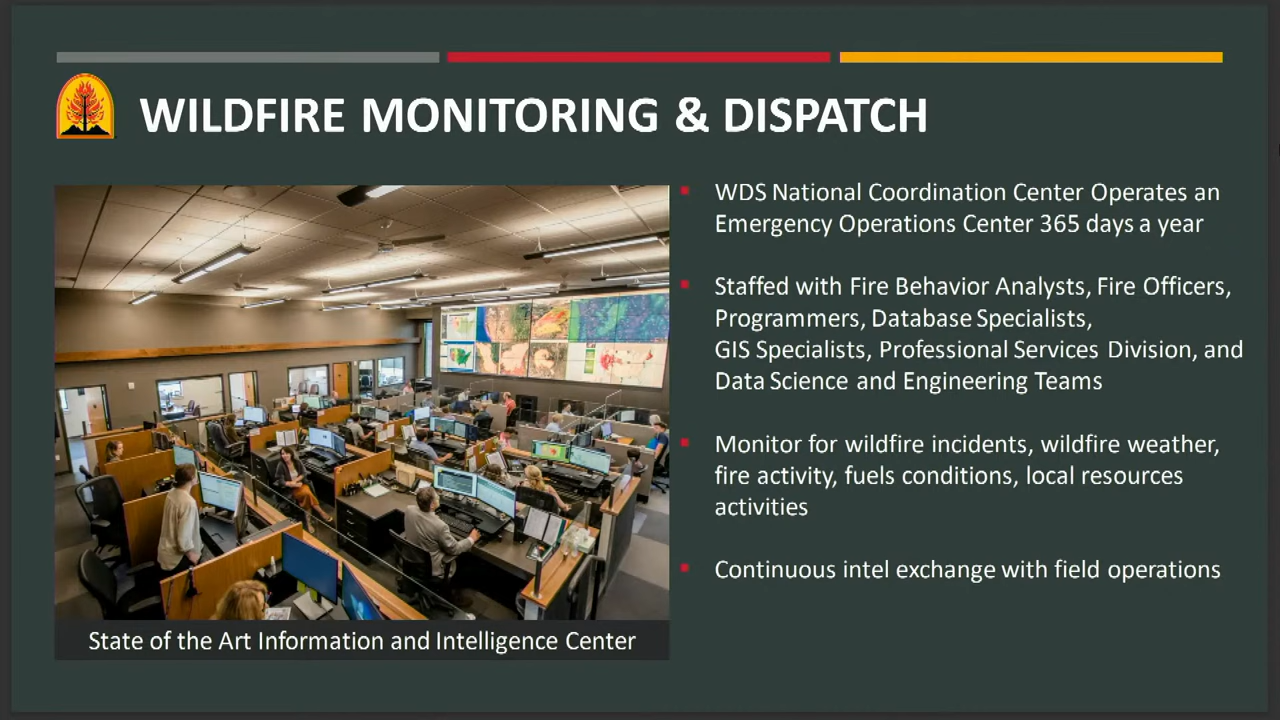 WILDFIRE MONITORING & DISPATCH
WDS National Coordination Center Operates an
Emergency Operations Center 365 days a year
Staffed with Fire Behavior Analysts, Fire Officers,
Programmers, Database Specialists,
GIS Specialists, Professional Services Division, and
Data Science and Engineering Teams
Monitor for wildfire incidents, wildfire weather,
fire activity, fuels conditions, local resources
activities
Continuous intel exchange with field operations
State of the Art Information and Intelligence Center